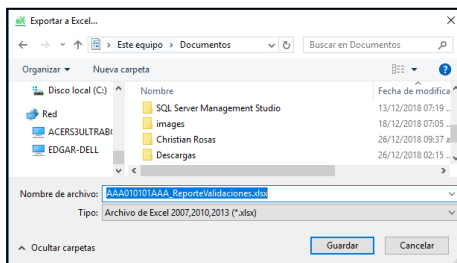 Exportar a Excel...
Este equipo > Documentos
Buscar en Documentos
Organizar
Nueva carpeta
Disco local (C:)
Red
ACERS3ULTRAB
EDGAR-DELL
Nombre
Fecha de modifica
SQL Server Management Studio
13/12/2018 07:19 ..
images
18/12/2018 07:05 ..
Christian Rosas
26/12/2018 09:37 a
Descargas
26/12/2018 02:15 ..
Nombre de archivo: AAA010101AAA_ReporteValidaciones.xlsx
Tipo: Archivo de Excel 2007,2010,2013 (*.xlsx)
Ocultar carpetas
Guardar
Cancelar